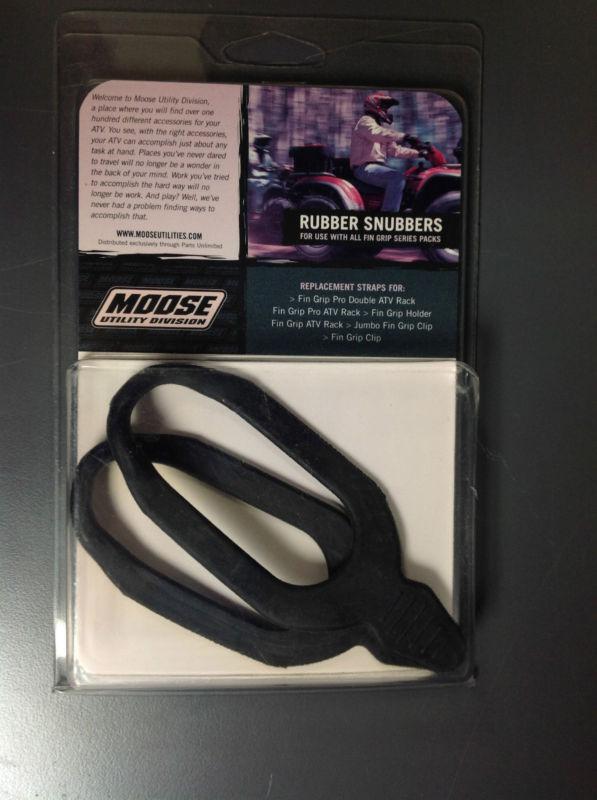 Welcome to Moose Utility Division,
a place where you will find over one
hundred different accessories for your
ATV. You see, with the right accessories,
your ATV can accomplish just about any
task at hand. Places you've never dared
to travel will no longer be a wonder in
the back of your mind. Work you've tried
to accomplish the hard way will no
longer be work. And play? Well, we've
never had a problem finding ways to
accomplish that.
WWW.MOOSEUTILITIES.COM
Distributed exclusively through Parts Unlimited
RUBBER SNUBBERS
FOR USE WITH ALL FIN GRIP SERIES PACKS
MOOSE
UTILITY DIVISION
REPLACEMENT STRAPS FOR:
> Fin Grip Pro Double ATV Rack
Fin Grip Pro ATV Rack > Fin Grip Holder
Fin Grip ATV Rack > Jumbo Fin Grip Clip
> Fin Grip Clip